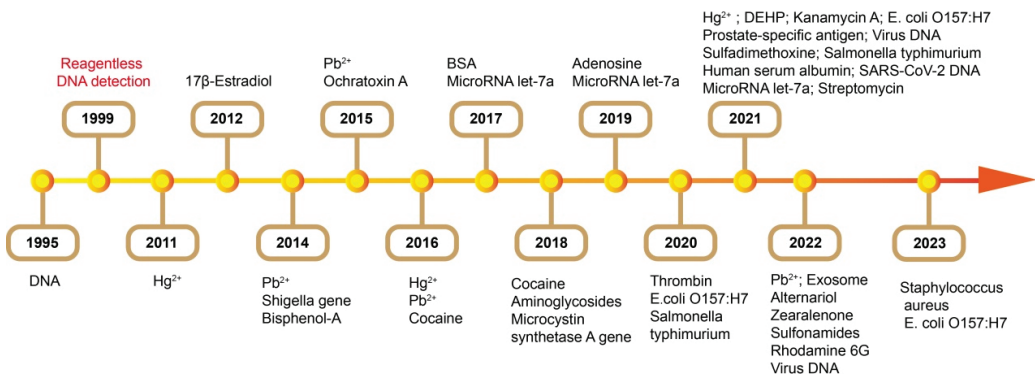 Reagentless
DNA detection
1999
17β-Estradiol
2012
Pb²⁺
Ochratoxin A
2015
BSA
MicroRNA let-7a
2017
Adenosine
MicroRNA let-7a
2019
Hg²⁺ ; DEHP; Kanamycin A; E. coli O157:H7
Prostate-specific antigen; Virus DNA
Sulfadimethoxine; Salmonella typhimurium
Human serum albumin; SARS-CoV-2 DNA
MicroRNA let-7a; Streptomycin
2021
1995
DNA
2011
Hg²⁺
2014
Pb²⁺
Shigella gene
Bisphenol-A
2016
Hg²⁺
Pb²⁺
Cocaine
2018
Cocaine
Aminoglycosides
Microcystin
synthetase A gene
2020
Thrombin
E.coli O157:H7
Salmonella
typhimurium
2022
Pb²⁺; Exosome
Alternariol
Zearalenone
Sulfonamides
Rhodamine 6G
Virus DNA
2023
Staphylococcus
aureus
E. coli O157:H7